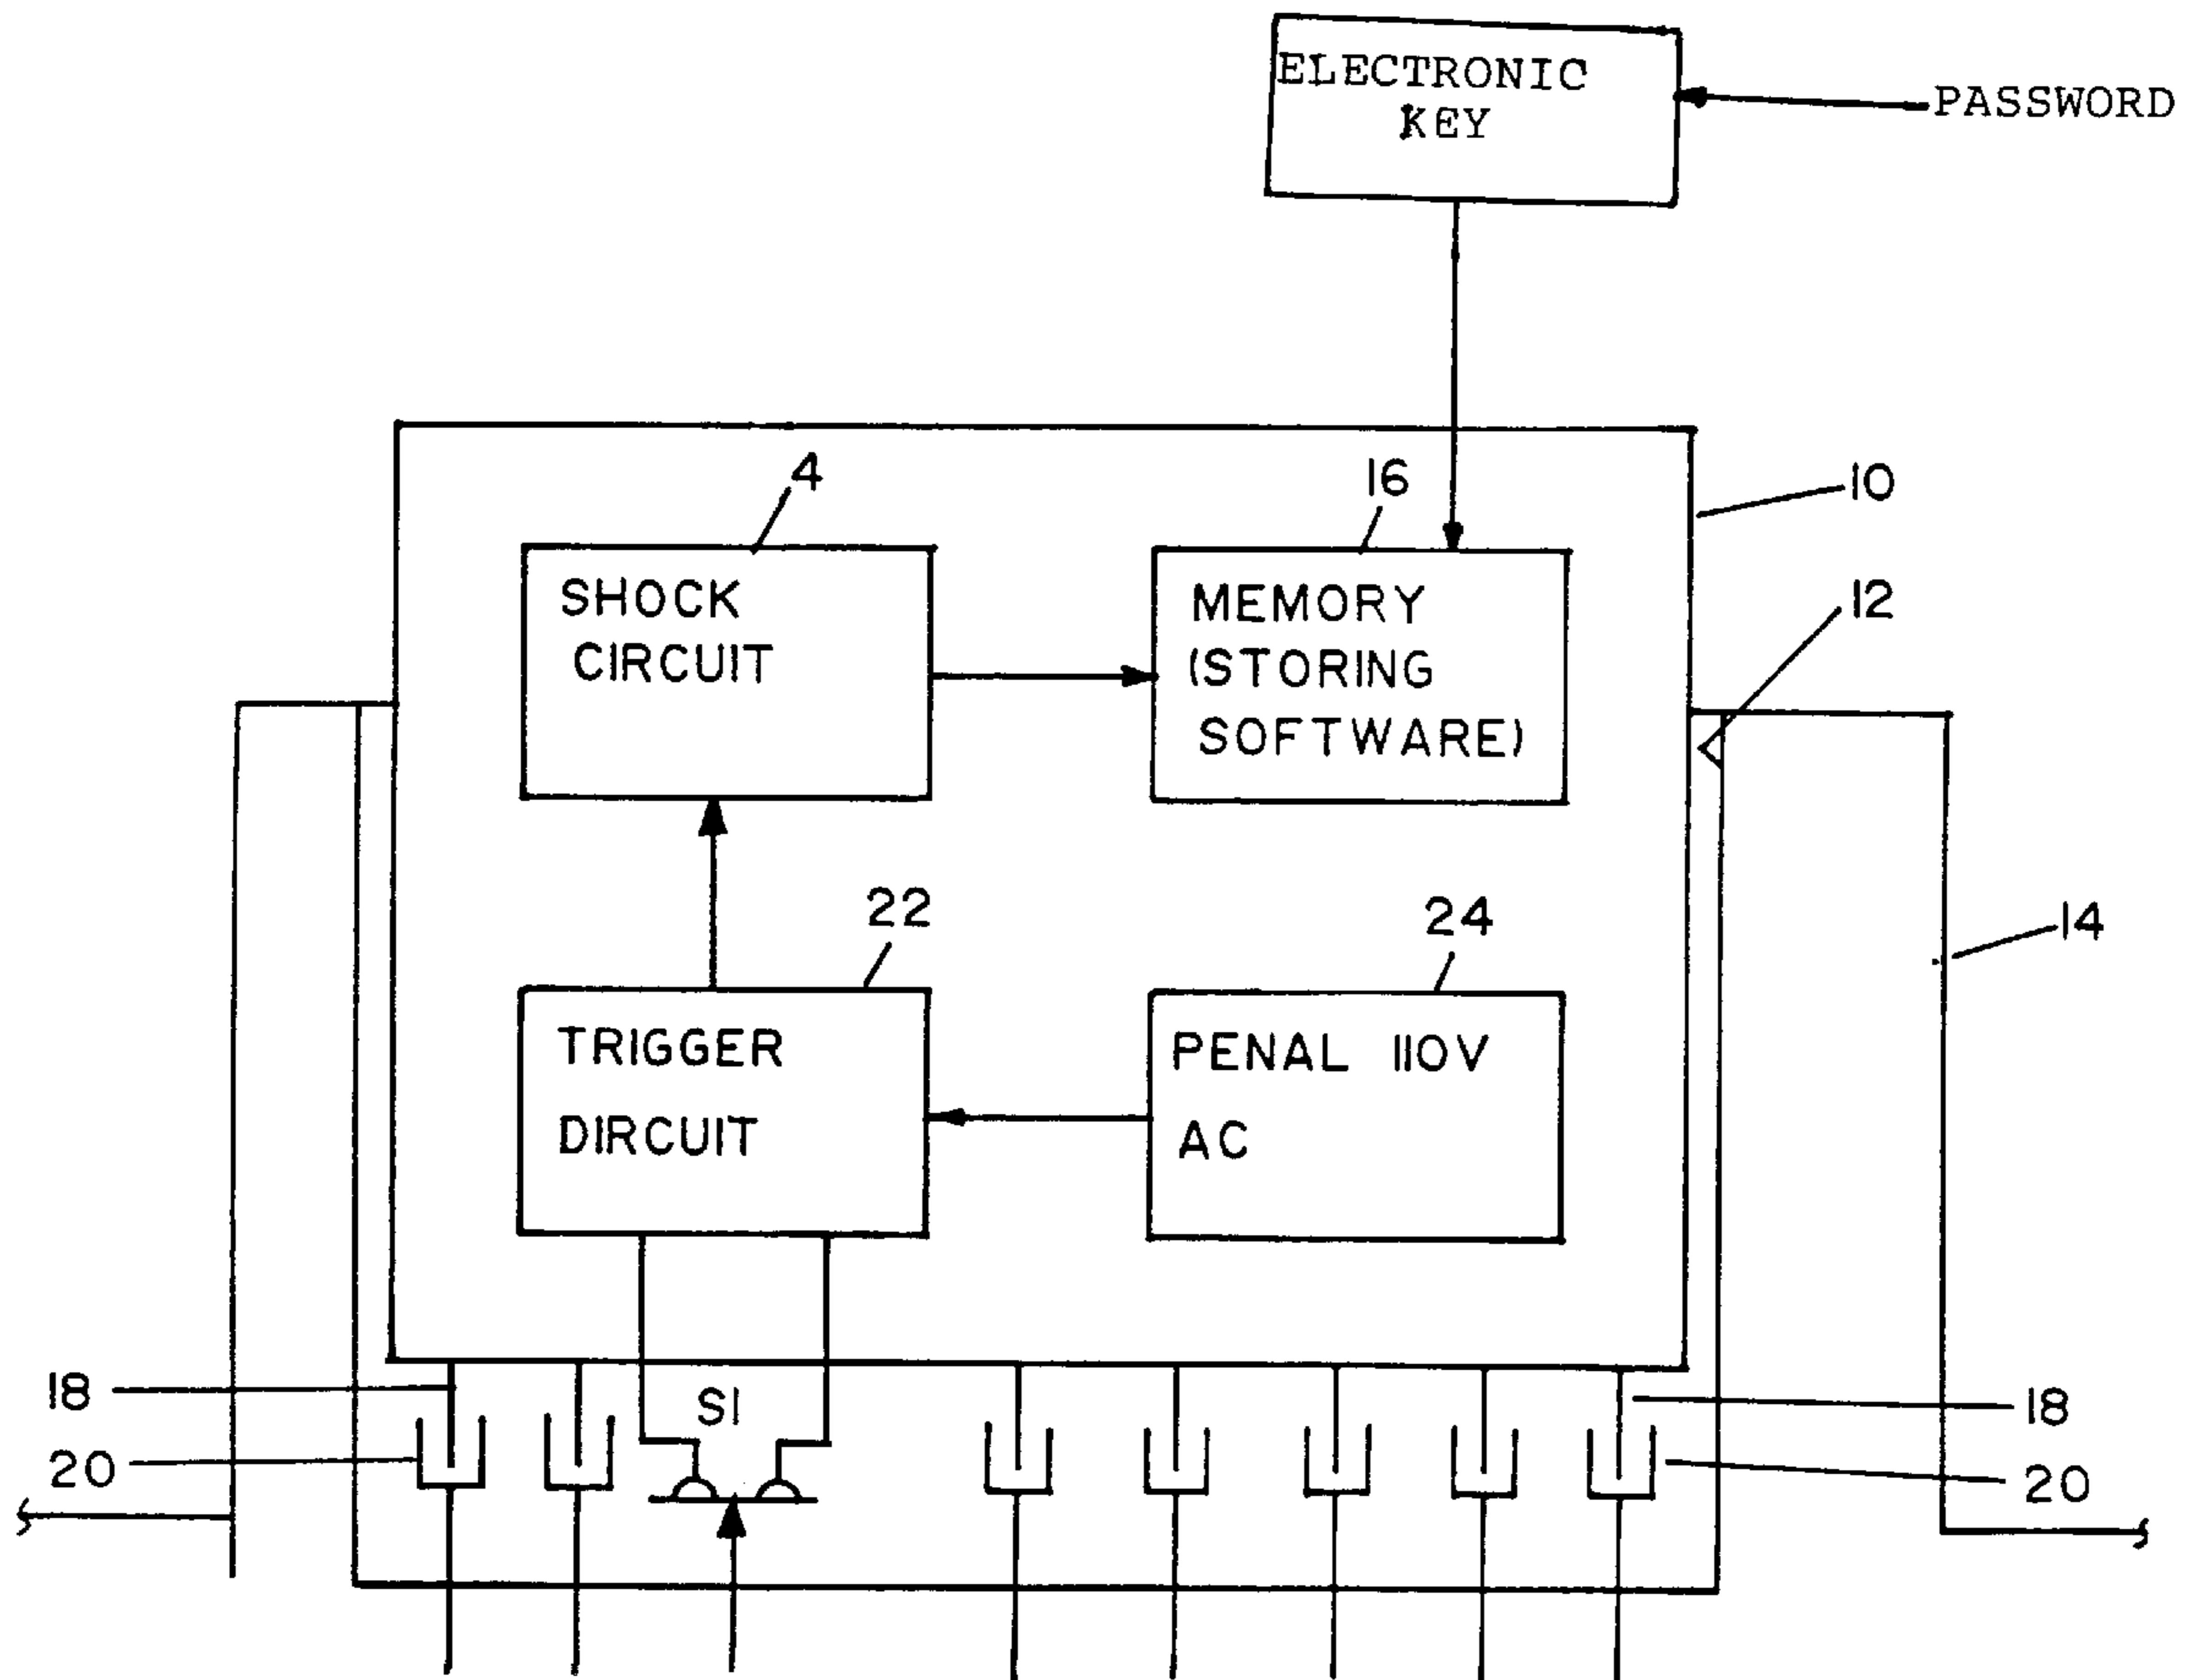 ELECTRONIC
KEY
PASSWORD
4
16
10
SHOCK
CIRCUIT
MEMORY
(STORING
SOFTWARE)
12
22
24
14
TRIGGER
DIRCUIT
PENAL 110V
AC
18
S1
18
20
20